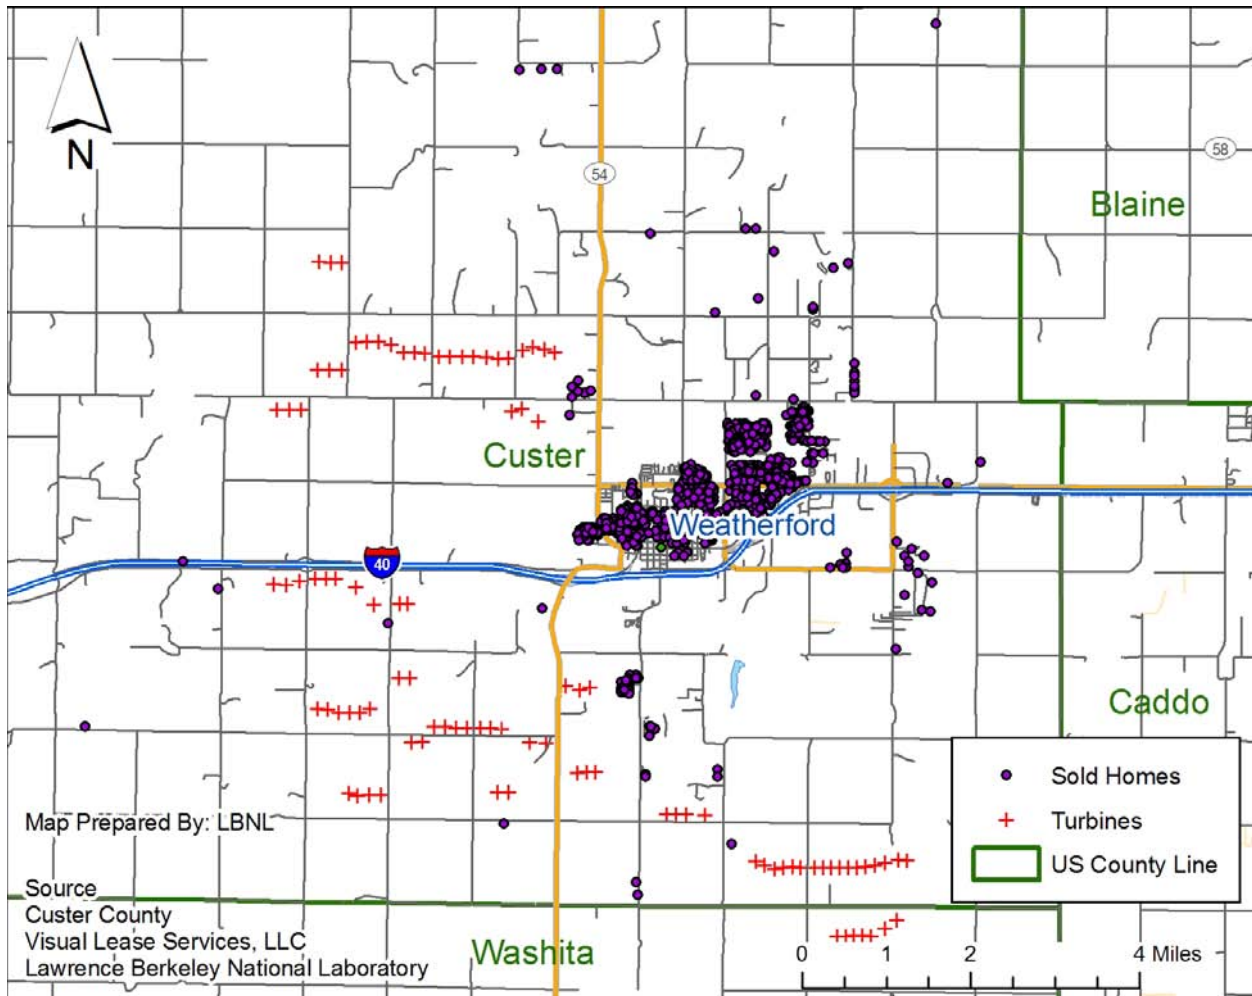 N
54
58
Blaine
Custer
Weatherford
40
Caddo
Sold Homes
Turbines
US County Line
Map Prepared By: LBNL
Source
Custer County
Visual Lease Services, LLC
Lawrence Berkeley National Laboratory
Washita
0 1 2 4 Miles